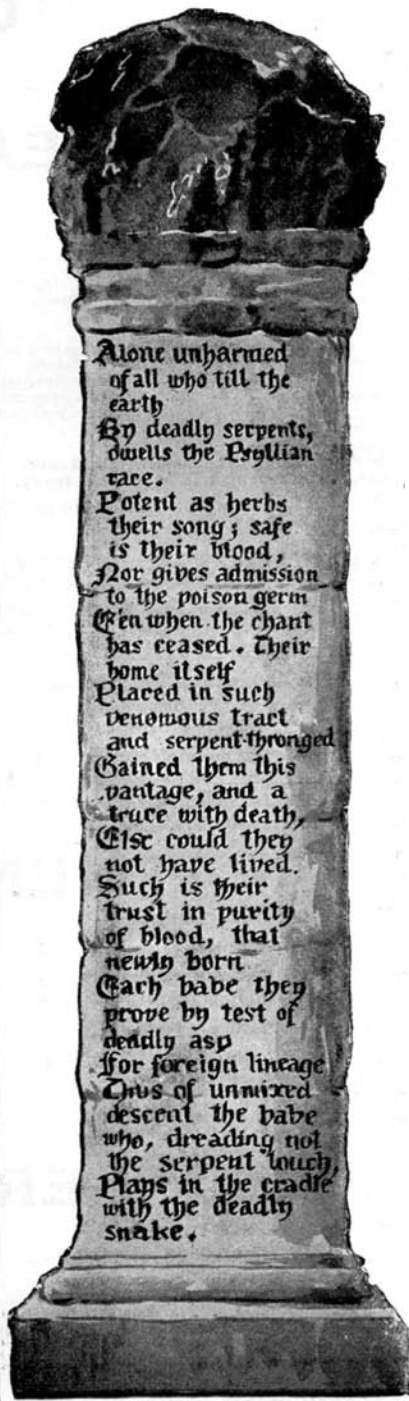 Alone unharmed
of all who till the
earth
By deadly serpents,
dwells the Psyllian
race.
Potent as herbs
their song; safe
is their blood,
Nor gives admission
to the poison germ
E'en when the chant
has ceased. Their
home itself
Placed in such
venomous tract
and serpent-thronged
Gained them this
vantage, and a
truce with death,
Else could they
not have lived.
Such is their
trust in purity
of blood, that
newly born
Each babe they
prove by test of
deadly asp
For foreign lineage
Thus of unmixed
descent the babe
who, dreading not
the serpent touch,
Plays in the cradle
with the deadly
snake.